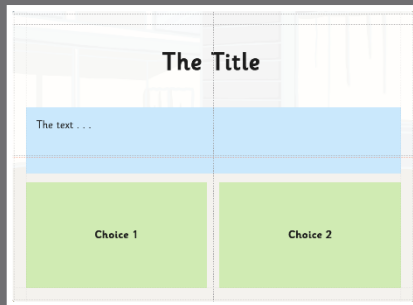 The Title
The text . . .
Choice 1
Choice 2